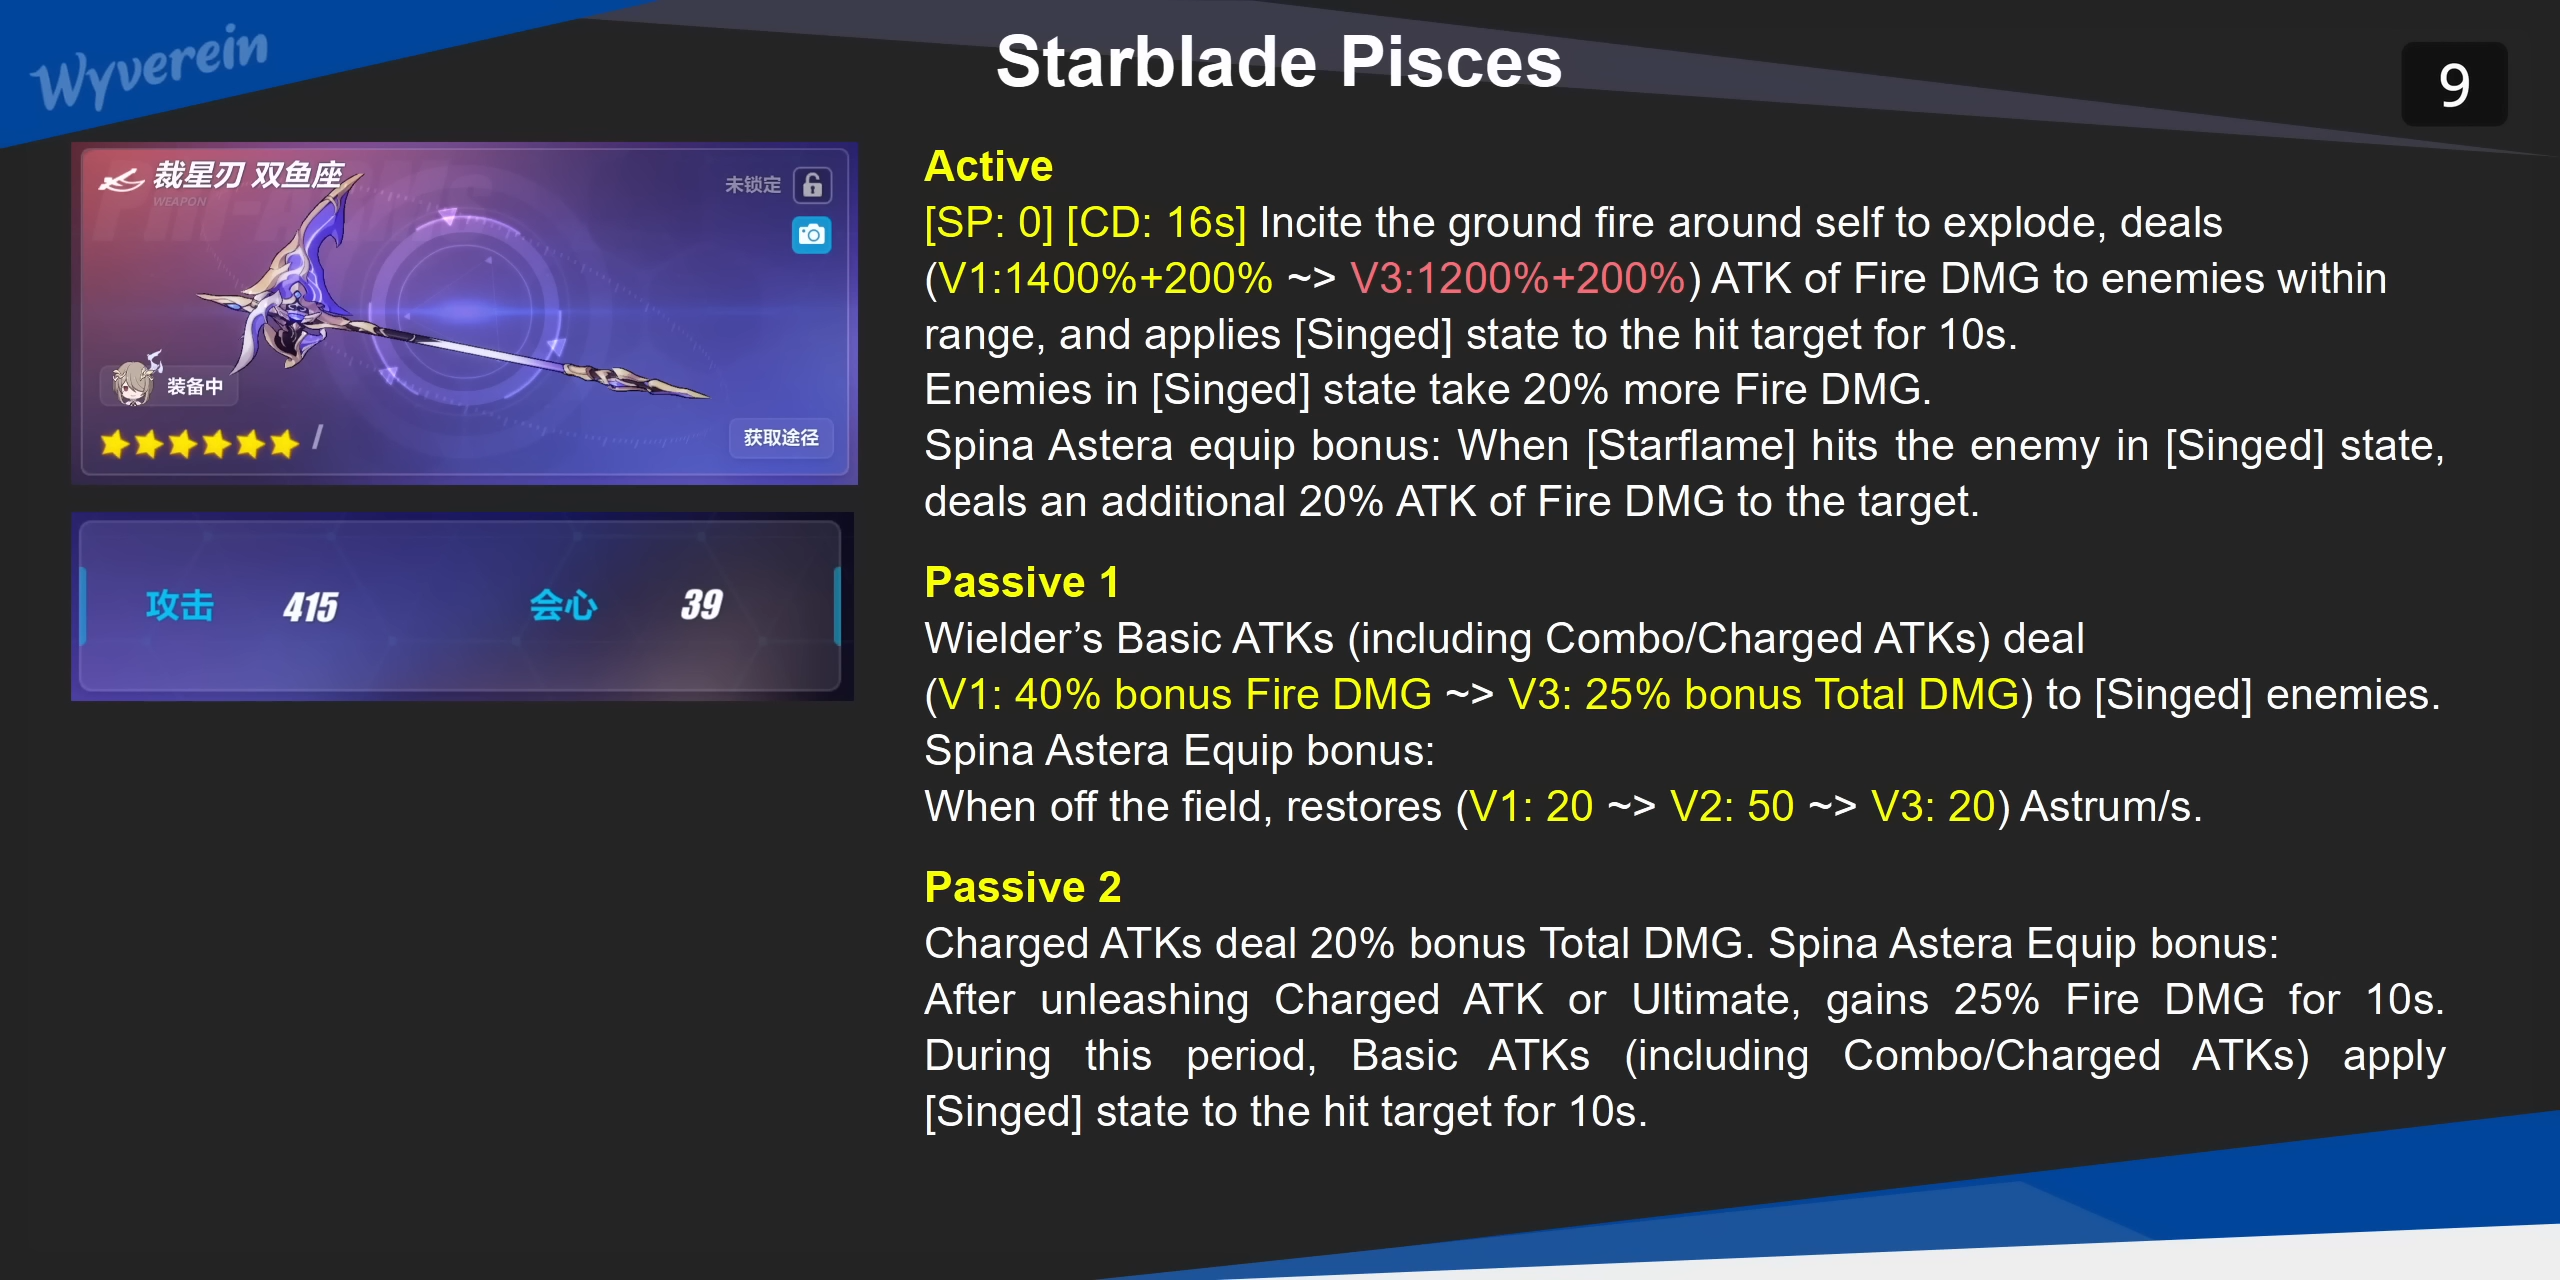 Wyverein
Starblade Pisces
9
裁星刃 双鱼座
WEAPON
未锁定
装备中
获取途径
攻击 415 会心 39
Active
[SP: 0] [CD: 16s] Incite the ground fire around self to explode, deals
(V1:1400%+200% ~> V3:1200%+200%) ATK of Fire DMG to enemies within
range, and applies [Singed] state to the hit target for 10s.
Enemies in [Singed] state take 20% more Fire DMG.
Spina Astera equip bonus: When [Starflame] hits the enemy in [Singed] state,
deals an additional 20% ATK of Fire DMG to the target.
Passive 1
Wielder’s Basic ATKs (including Combo/Charged ATKs) deal
(V1: 40% bonus Fire DMG ~> V3: 25% bonus Total DMG) to [Singed] enemies.
Spina Astera Equip bonus:
When off the field, restores (V1: 20 ~> V2: 50 ~> V3: 20) Astrum/s.
Passive 2
Charged ATKs deal 20% bonus Total DMG. Spina Astera Equip bonus:
After unleashing Charged ATK or Ultimate, gains 25% Fire DMG for 10s.
During this period, Basic ATKs (including Combo/Charged ATKs) apply
[Singed] state to the hit target for 10s.